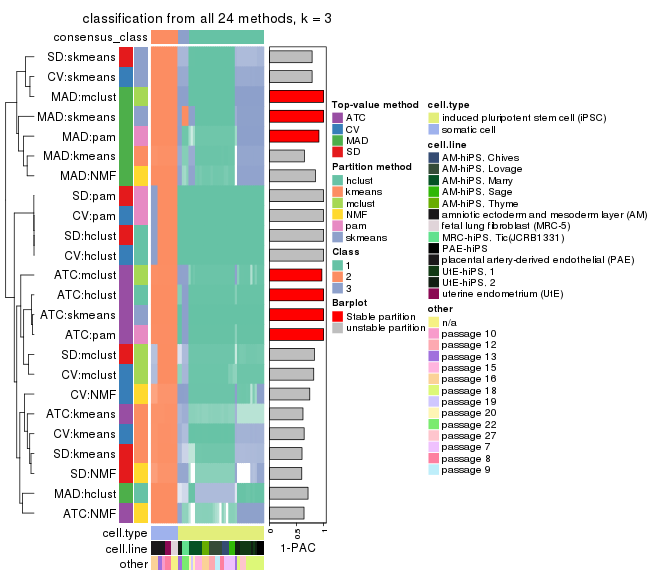 classification from all 24 methods, k = 3
consensus_class
SD:skmeans
CV:skmeans
MAD:mclust
MAD:skmeans
MAD:pam
MAD:kmeans
MAD:NMF
SD:pam
CV:pam
SD:hclust
CV:hclust
ATC:mclust
ATC:hclust
ATC:skmeans
ATC:pam
SD:mclust
CV:mclust
CV:NMF
ATC:kmeans
CV:kmeans
SD:kmeans
SD:NMF
MAD:hclust
ATC:NMF
cell.type
cell.line
other
0
0.5
1
1-PAC
Top-value method
ATC
CV
MAD
SD
Partition method
hclust
kmeans
mclust
NMF
pam
skmeans
Class
1
2
3
Barplot
Stable partition
unstable partition
cell.type
induced pluripotent stem cell (iPSC)
somatic cell
cell.line
AM-hiPS. Chives
AM-hiPS. Lovage
AM-hiPS. Marry
AM-hiPS. Sage
AM-hiPS. Thyme
amniotic ectoderm and mesoderm layer (AM)
fetal lung fibroblast (MRC-5)
MRC-hiPS. Tic(JCRB1331)
PAE-hiPS
placental artery-derived endothelial (PAE)
UtE-hiPS. 1
UtE-hiPS. 2
uterine endometrium (UtE)
other
n/a
passage 10
passage 12
passage 13
passage 15
passage 16
passage 18
passage 19
passage 20
passage 22
passage 27
passage 7
passage 8
passage 9